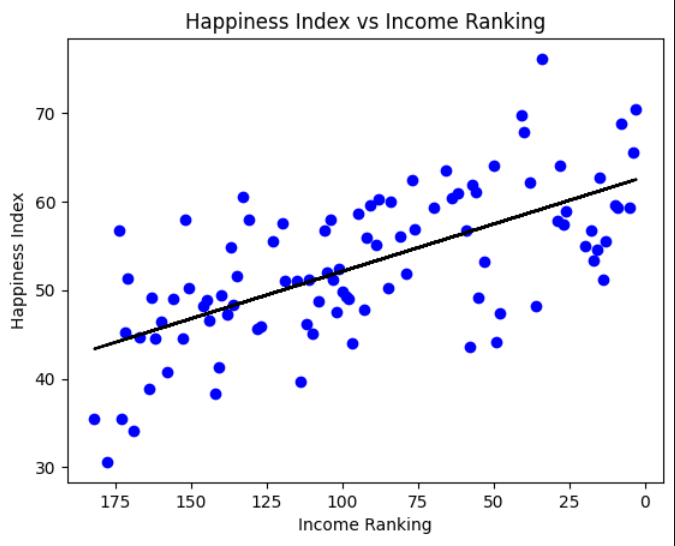 Happiness Index vs Income Ranking
70
60
50
40
30
Happiness Index
175 150 125 100 75 50 25 0
Income Ranking